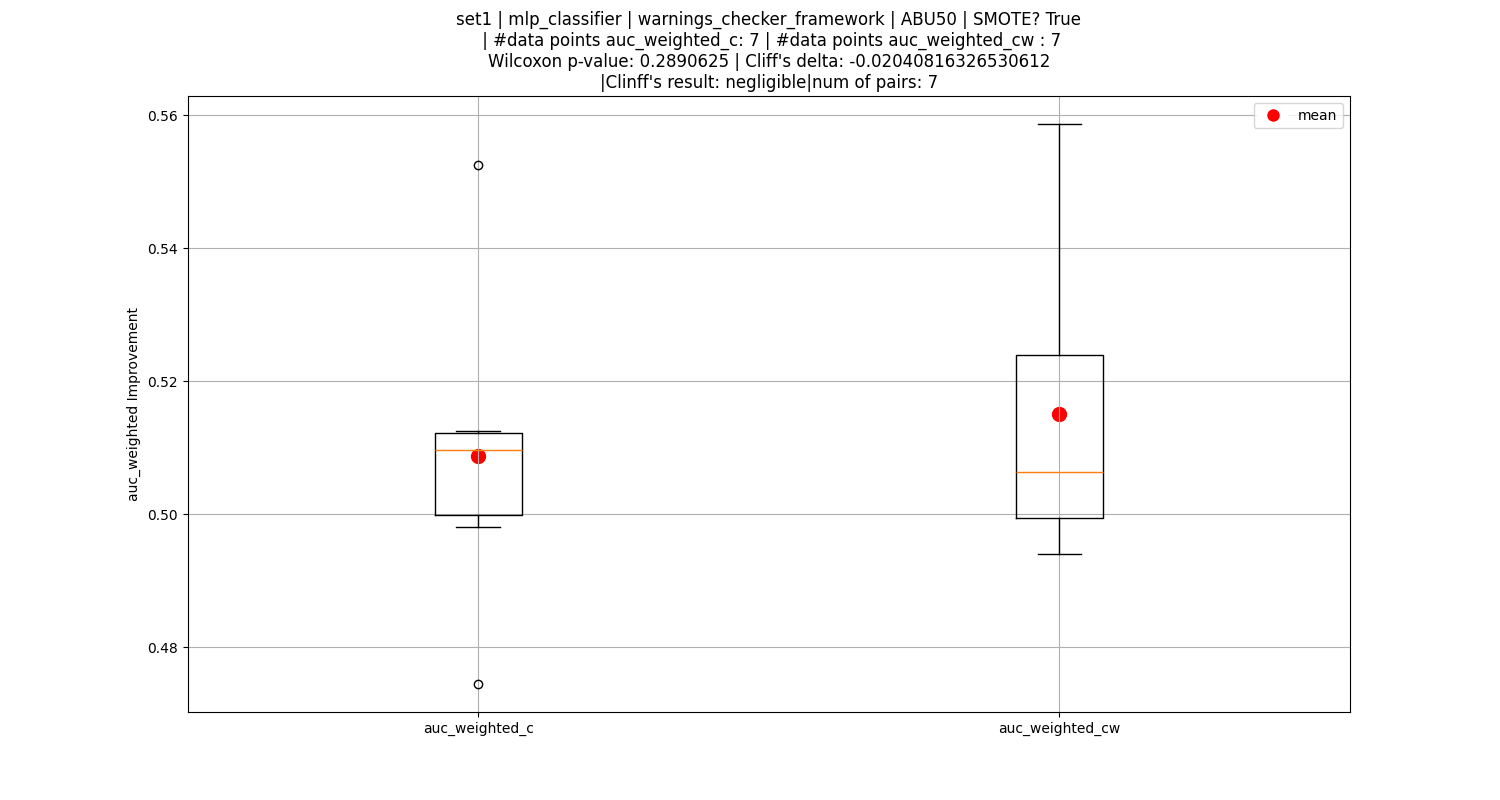 set1 | mlp_classifier | warnings_checker_framework | ABU50 | SMOTE? True
| #data points auc_weighted_c: 7 | #data points auc_weighted_cw : 7
Wilcoxon p-value: 0.2890625 | Cliff's delta: -0.02040816326530612
|Clinff's result: negligible|num of pairs: 7
mean
auc_weighted Improvement
0.56
0.54
0.52
0.50
0.48
auc_weighted_c
auc_weighted_cw